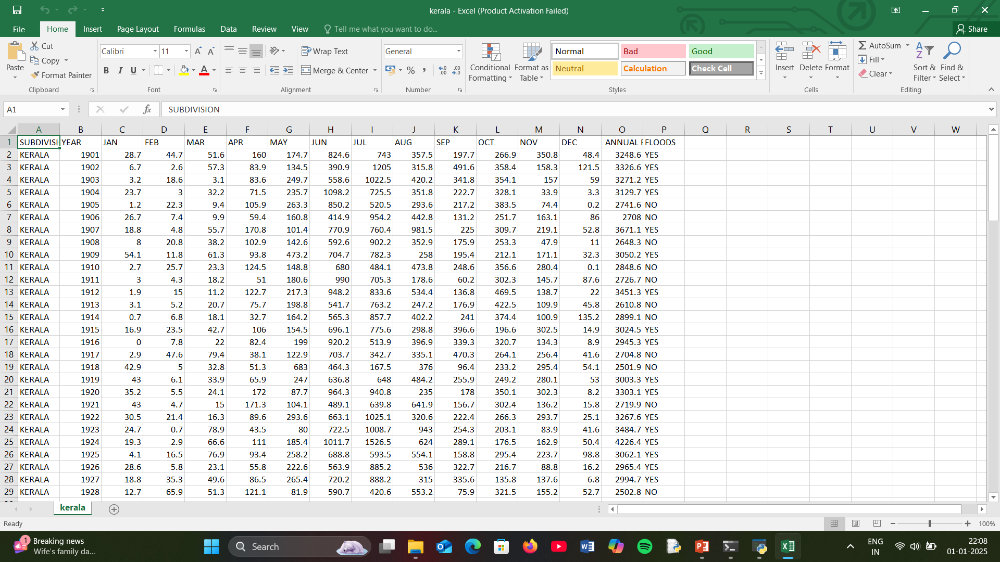 kerala - Excel (Product Activation Failed)
File Home Insert Page Layout Formulas Data Review View Tell me what you want to do... Share
Paste Cut Copy Format Painter Clipboard
Calibri 11 B I U A A A Font
Wrap Text Merge & Center Alignment
General % , .00 Number
Conditional Formatting Format as Table
Normal Bad Good
Neutral Calculation Check Cell
Styles
Insert Delete Format Cells
AutoSum Fill Clear Sort & Filter Find & Select Editing
A1 fx SUBDIVISION
A B C D E F G H I J K L M N O P Q R S T U V W
1 SUBDIVISI YEAR JAN FEB MAR APR MAY JUN JUL AUG SEP OCT NOV DEC ANNUAL FLOODS
2 KERALA 1901 28.7 44.7 51.6 160 174.7 824.6 743 357.5 197.7 266.9 350.8 48.4 3248.6 YES
3 KERALA 1902 6.7 2.6 57.3 83.9 134.5 390.9 1205 315.8 491.6 358.4 158.3 121.5 3326.6 YES
4 KERALA 1903 3.2 18.6 3.1 83.6 249.7 558.6 1022.5 420.2 341.8 354.1 157 59 3271.2 YES
5 KERALA 1904 23.7 3 32.2 71.5 235.7 1098.2 725.5 351.8 222.7 328.1 33.9 3.3 3129.7 YES
6 KERALA 1905 1.2 22.3 9.4 105.9 263.3 850.2 520.5 293.6 217.2 383.5 74.4 0.2 2741.6 NO
7 KERALA 1906 26.7 7.4 9.9 59.4 160.8 414.9 954.2 442.8 131.2 251.7 163.1 86 2708 NO
8 KERALA 1907 18.8 4.8 55.7 170.8 101.4 770.9 760.4 981.5 225 309.7 219.1 52.8 3671.1 YES
9 KERALA 1908 8 20.8 38.2 102.9 142.6 592.6 902.2 352.9 175.9 253.3 47.9 11 2648.3 NO
10 KERALA 1909 54.1 11.8 61.3 93.8 473.2 704.7 782.3 258 195.4 212.1 171.1 32.3 3050.2 YES
11 KERALA 1910 2.7 25.7 23.3 124.5 148.8 680 484.1 473.8 248.6 356.6 280.4 0.1 2848.6 NO
12 KERALA 1911 3 4.3 18.2 51 180.6 990 705.3 178.6 60.2 302.3 145.7 87.6 2726.7 NO
13 KERALA 1912 1.9 15 11.2 122.7 217.3 948.2 833.6 534.4 136.8 469.5 138.7 22 3451.3 YES
14 KERALA 1913 3.1 5.2 20.7 75.7 198.8 541.7 763.2 247.2 176.9 422.5 109.9 45.8 2610.8 NO
15 KERALA 1914 0.7 6.8 18.1 32.7 164.2 565.3 857.7 402.2 241 374.4 100.9 135.2 2899.1 NO
16 KERALA 1915 16.9 23.5 42.7 106 154.5 696.1 775.6 298.8 396.6 196.6 302.5 14.9 3024.5 YES
17 KERALA 1916 0 7.8 22 82.4 199 920.2 513.9 396.9 339.3 320.7 134.3 8.9 2945.3 YES
18 KERALA 1917 2.9 47.6 79.4 38.1 122.9 703.7 342.7 335.1 470.3 264.1 256.4 41.6 2704.8 NO
19 KERALA 1918 42.9 5 32.8 51.3 683 464.3 167.5 376 96.4 233.2 295.4 54.1 2501.9 NO
20 KERALA 1919 43 6.1 33.9 65.9 247 636.8 648 484.2 255.9 249.2 280.1 53 3003.3 YES
21 KERALA 1920 35.2 5.5 24.1 172 87.7 964.3 940.8 235 178 350.1 302.3 8.2 3303.1 YES
22 KERALA 1921 43 4.7 15 171.3 104.1 489.1 639.8 641.9 156.7 302.4 136.2 15.8 2719.9 NO
23 KERALA 1922 30.5 21.4 16.3 89.6 293.6 663.1 1025.1 320.6 222.4 266.3 293.7 25.1 3267.6 YES
24 KERALA 1923 24.7 0.7 78.9 43.5 80 722.5 1008.7 943 254.3 203.1 83.9 41.6 3484.7 YES
25 KERALA 1924 19.3 2.9 66.6 111 185.4 1011.7 1526.5 624 289.1 176.5 162.9 50.4 4226.4 YES
26 KERALA 1925 4.1 16.5 76.9 93.4 258.2 688.8 593.5 554.1 158.8 295.4 223.7 98.8 3062.1 YES
27 KERALA 1926 28.6 5.8 23.1 55.8 222.6 563.9 885.2 536 322.7 216.7 88.8 16.2 2965.4 YES
28 KERALA 1927 18.8 35.3 49.6 86.5 265.4 720.2 888.2 315 335.6 135.8 137.6 6.8 2994.7 YES
29 KERALA 1928 12.7 65.9 51.3 121.1 81.9 590.7 420.6 553.2 75.9 321.5 155.2 52.7 2502.8 NO
kerala
Ready 100%
1 Breaking news
Wife's family da...
Search
ENG
IN
22:08
01-01-2025